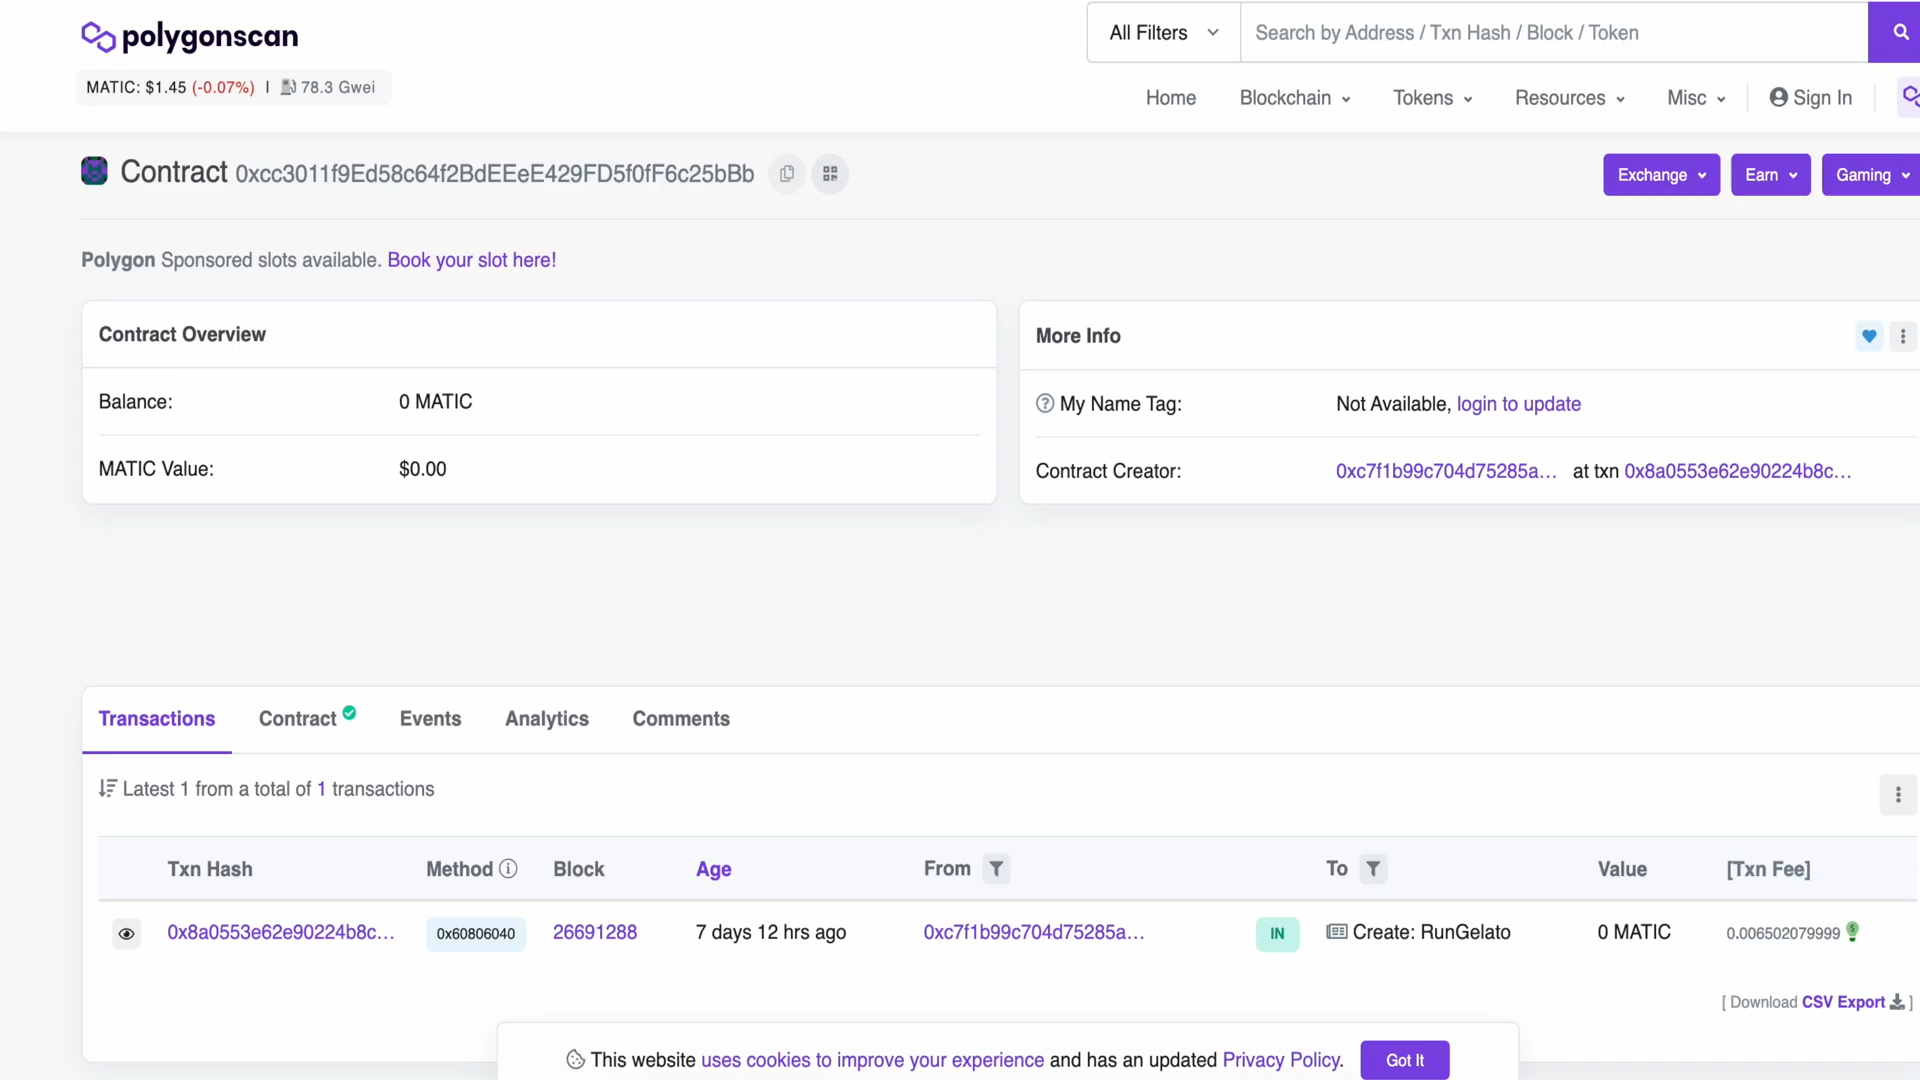 polygonscan
All Filters
Search by Address / Txn Hash / Block / Token
MATIC: $1.45 (-0.07%) | 78.3 Gwei
Home Blockchain Tokens Resources Misc Sign In
Contract 0xcc3011f9Ed58c64f2BdEEeE429FD5f0fF6c25bBb
Exchange Earn Gaming
Polygon Sponsored slots available. Book your slot here!
Contract Overview
Balance: 0 MATIC
MATIC Value: $0.00
More Info
My Name Tag: Not Available, login to update
Contract Creator: 0xc7f1b99c704d75285a... at txn 0x8a0553e62e90224b8c...
Transactions Contract Events Analytics Comments
Latest 1 from a total of 1 transactions
Txn Hash Method Block Age From To Value [Txn Fee]
0x8a0553e62e90224b8c... 0x60806040 26691288 7 days 12 hrs ago 0xc7f1b99c704d75285a... IN Create: RunGelato 0 MATIC 0.006502079999
[ Download CSV Export ]
This website uses cookies to improve your experience and has an updated Privacy Policy. Got It